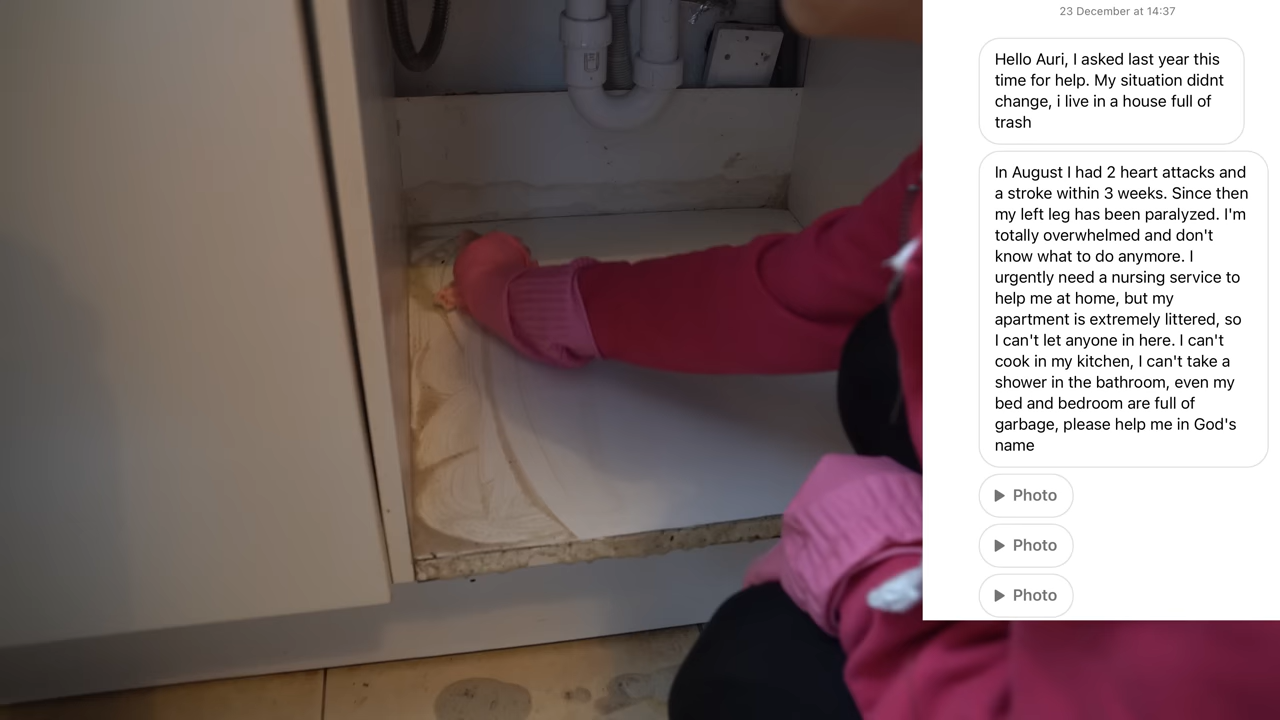 23 December at 14:37
Hello Auri, I asked last year this
time for help. My situation didnt
change, i live in a house full of
trash
In August I had 2 heart attacks and
a stroke within 3 weeks. Since then
my left leg has been paralyzed. I'm
totally overwhelmed and don't
know what to do anymore. I
urgently need a nursing service to
help me at home, but my
apartment is extremely littered, so
I can't let anyone in here. I can't
cook in my kitchen, I can't take a
shower in the bathroom, even my
bed and bedroom are full of
garbage, please help me in God's
name
Photo
Photo
Photo